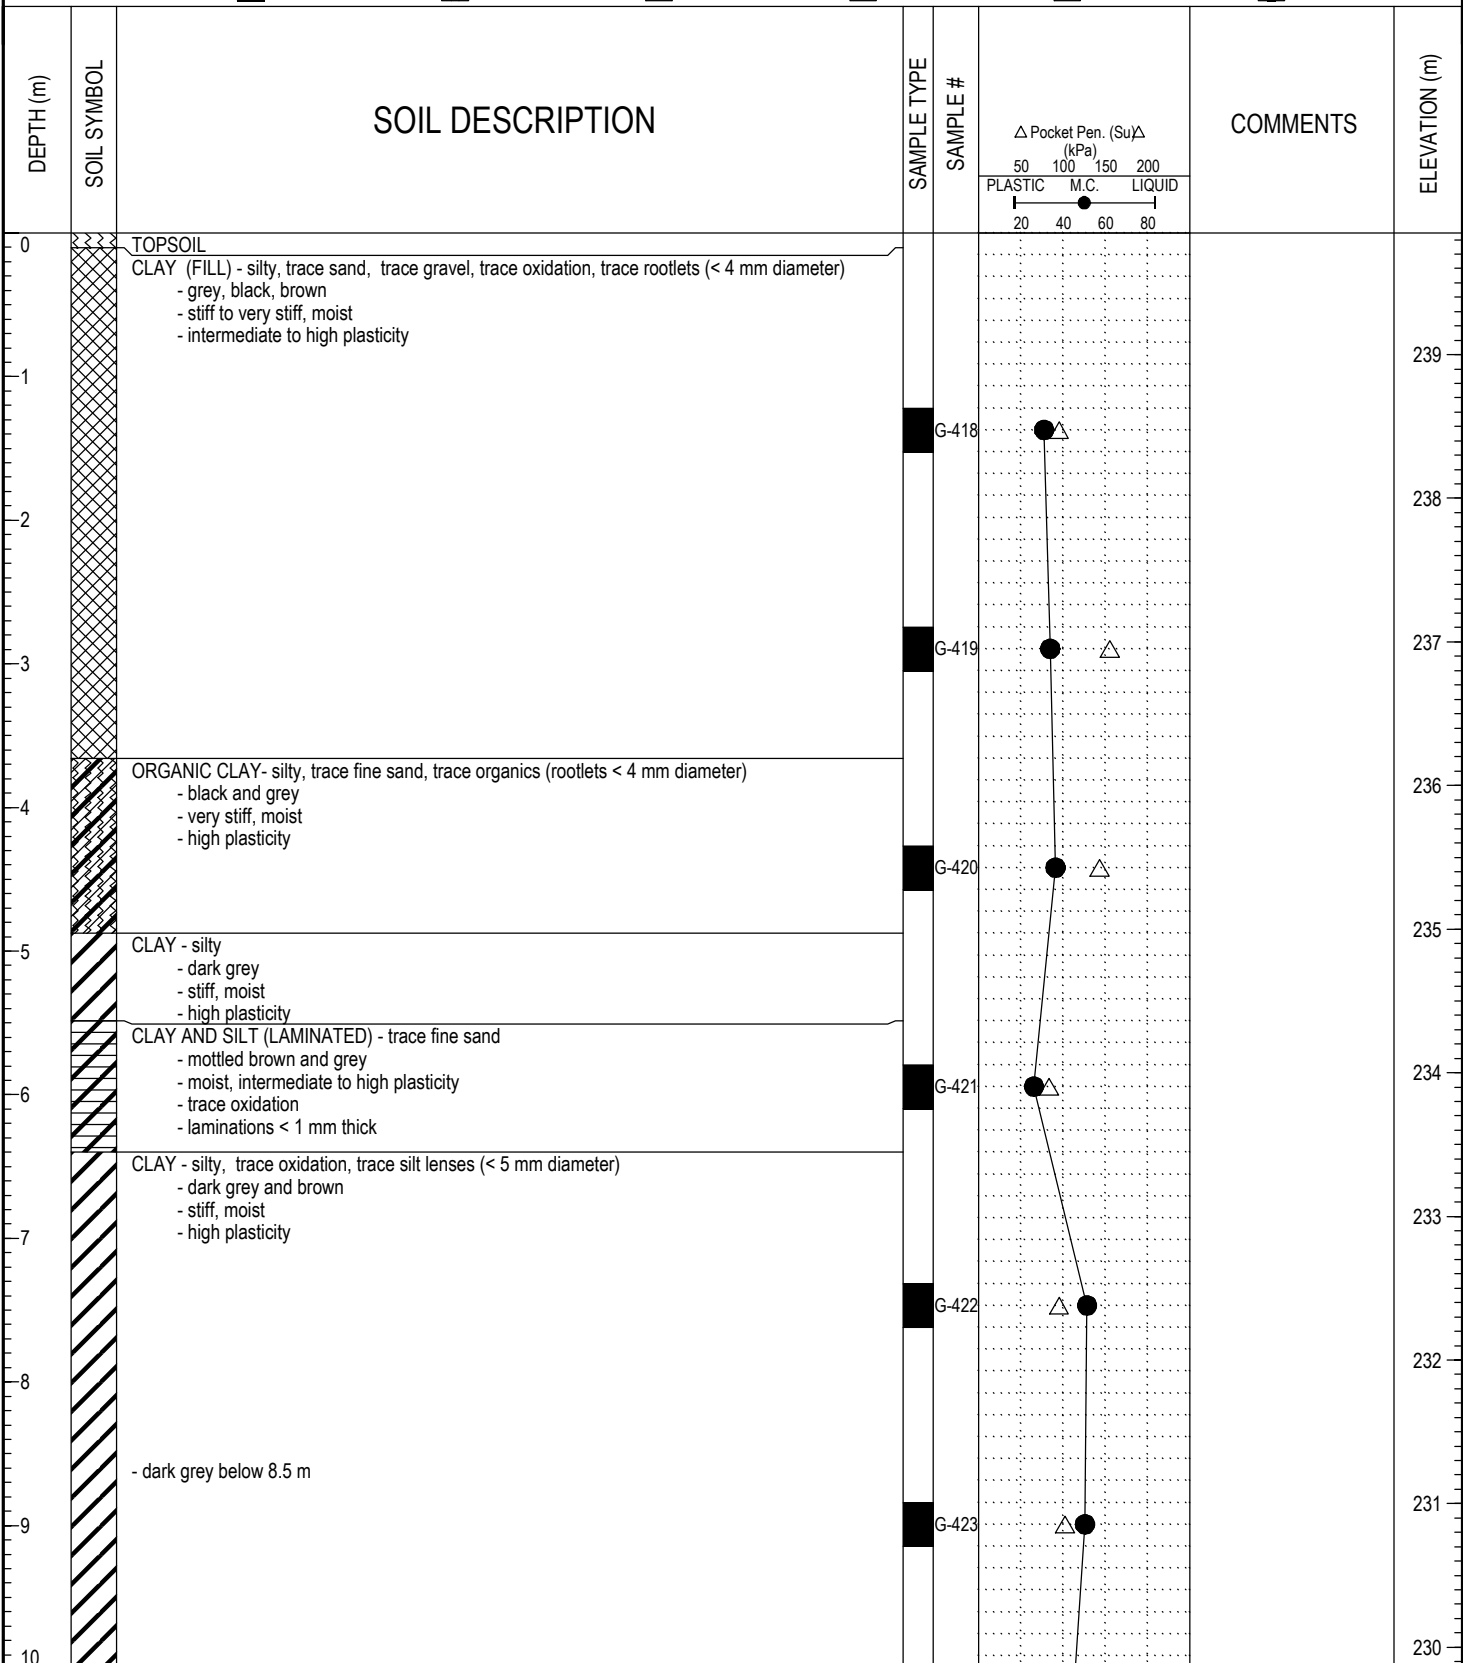 DEPTH (m)
SOIL SYMBOL
SOIL DESCRIPTION
SAMPLE TYPE
SAMPLE #
Pocket Pen. (Su)
(kPa)
50 100 150 200
PLASTIC M.C. LIQUID
20 40 60 80
COMMENTS
ELEVATION (m)
0
TOPSOIL
CLAY (FILL) - silty, trace sand, trace gravel, trace oxidation, trace rootlets (< 4 mm diameter)
- grey, black, brown
- stiff to very stiff, moist
- intermediate to high plasticity
239
1
G-418
238
2
237
G-419
3
ORGANIC CLAY- silty, trace fine sand, trace organics (rootlets < 4 mm diameter)
236
- black and grey
4
- very stiff, moist
- high plasticity
G-420
235
CLAY - silty
5
- dark grey
- stiff, moist
- high plasticity
CLAY AND SILT (LAMINATED) - trace fine sand
- mottled brown and grey
234
- moist, intermediate to high plasticity
G-421
6
- trace oxidation
- laminations < 1 mm thick
CLAY - silty, trace oxidation, trace silt lenses (< 5 mm diameter)
- dark grey and brown
- stiff, moist
233
- high plasticity
7
G-422
232
8
- dark grey below 8.5 m
231
9
G-423
230
10